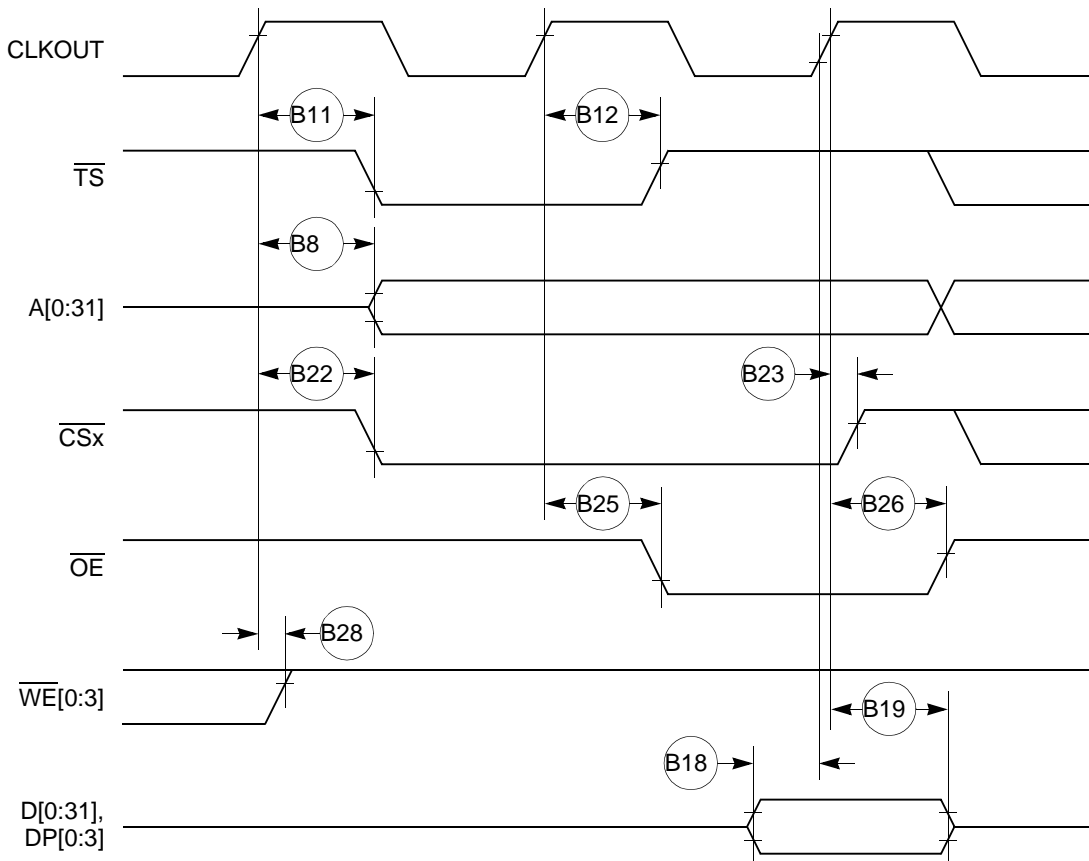 CLKOUT
B11
B12
TS
B8
A[0:31]
B22
B23
CSx
B25
B26
OE
B28
WE[0:3]
B19
B18
D[0:31],
DP[0:3]